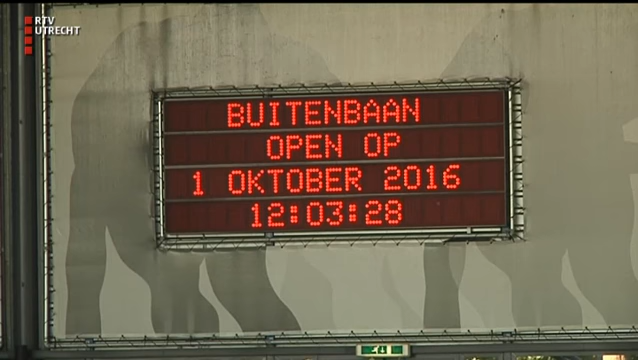 RTV
UTRECHT
BUITENBAAN
OPEN OP
1 OKTOBER 2016
12:03:28